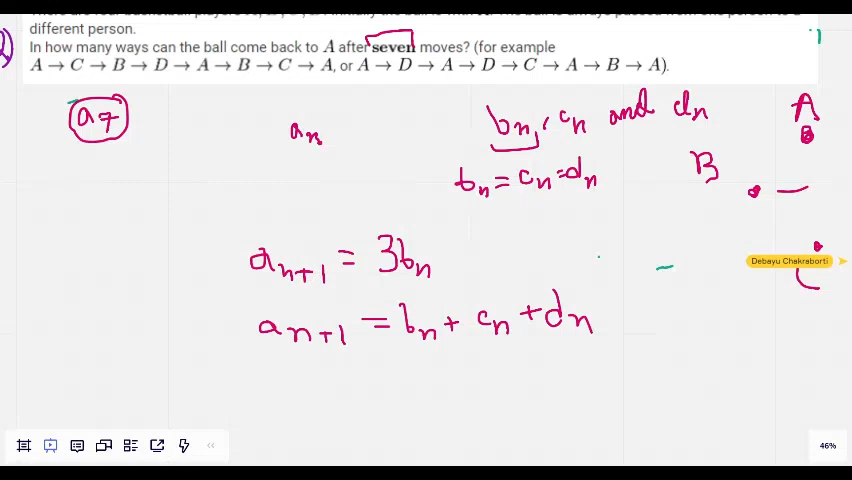 different person.
In how many ways can the ball come back to A after seven moves? (for example
A → C → B → D → A → B → C → A, or A → D → A → D → C → A → B → A).
a7
an
bn, cn and dn
A
bn = cn = dn
B
an+1 = 3bn
Debayu Chakraborti
an+1 = bn + cn + dn
46%